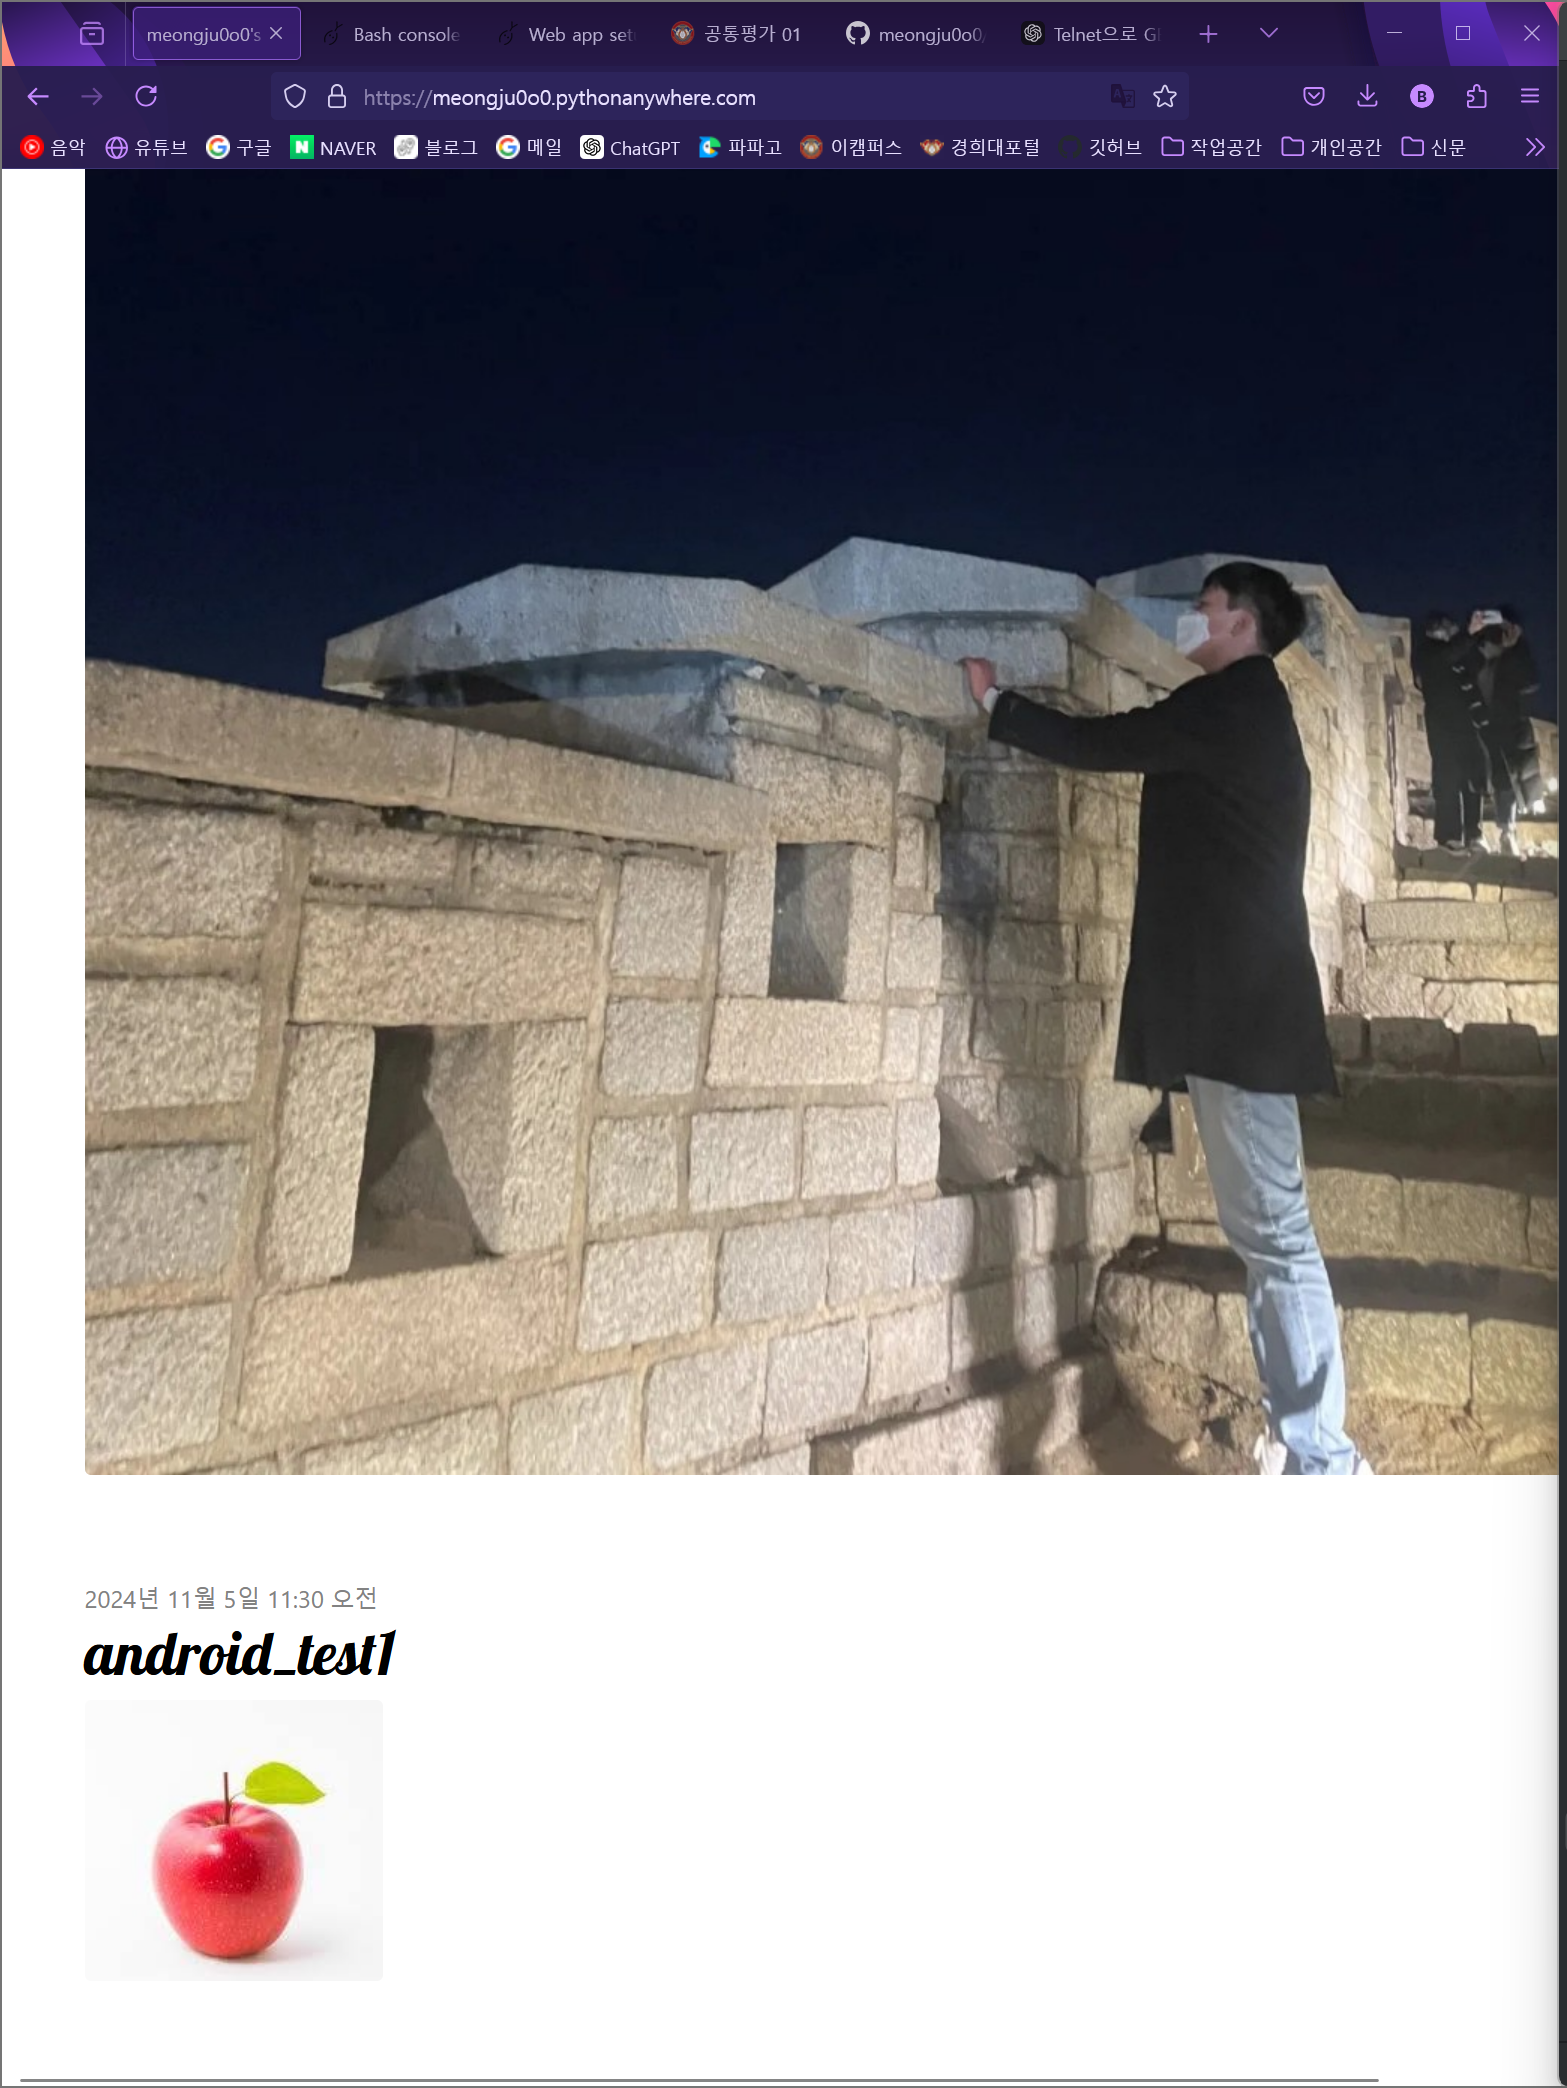 meongju0o0's
Bash console
Web app set
공통평가 01
meongju0o0/
Telnet으로 Gl
https://meongju0o0.pythonanywhere.com
B
음악 유튜브 구글 NAVER 블로그 메일 ChatGPT 파파고 이캠퍼스 경희대포털 깃허브 작업공간 개인공간 신문
2024년 11월 5일 11:30 오전
android_test1